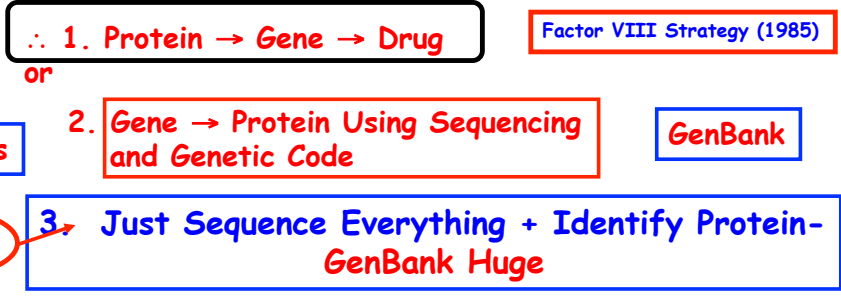 ∴ 1. Protein → Gene → Drug
Factor VIII Strategy (1985)
or
2. Gene → Protein Using Sequencing
and Genetic Code
GenBank
s
3. Just Sequence Everything + Identify Protein-
GenBank Huge